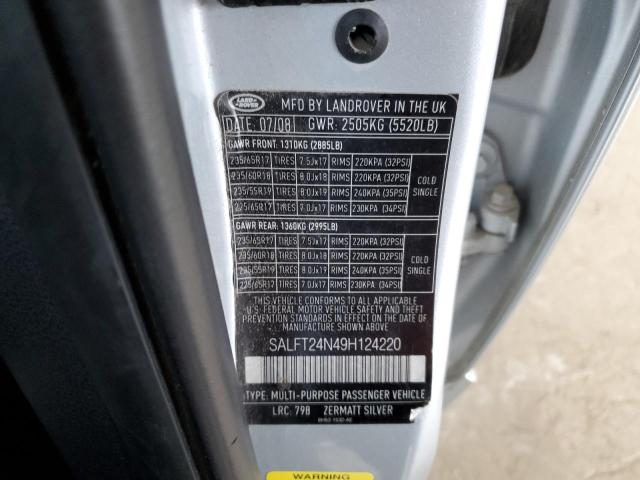 LAND ROVER
MFD BY LANDROVER IN THE UK
DATE: 07/08 GWR: 2505KG (5520LB)
GAWR FRONT: 1310KG (2885LB)
235/65R17 TIRES 7.5Jx17 RIMS 220KPA (32PSI)
235/60R18 TIRES 8.0Jx18 RIMS 220KPA (32PSI)
235/55R19 TIRES 8.0Jx19 RIMS 240KPA (35PSI)
225/65R17 TIRES 7.0Jx17 RIMS 230KPA (34PSI)
COLD
SINGLE
GAWR REAR: 1360KG (2995LB)
235/65R17 TIRES 7.5Jx17 RIMS 220KPA (32PSI)
235/60R18 TIRES 8.0Jx18 RIMS 220KPA (32PSI)
235/55R19 TIRES 8.0Jx19 RIMS 240KPA (35PSI)
225/65R17 TIRES 7.0Jx17 RIMS 230KPA (34PSI)
COLD
SINGLE
THIS VEHICLE CONFORMS TO ALL APPLICABLE
U.S. FEDERAL MOTOR VEHICLE SAFETY AND THEFT
PREVENTION STANDARDS IN EFFECT ON THE DATE
OF MANUFACTURE SHOWN ABOVE
SALFT24N49H124220
TYPE: MULTI-PURPOSE PASSENGER VEHICLE
LRC: 798 ZERMATT SILVER
WARNING